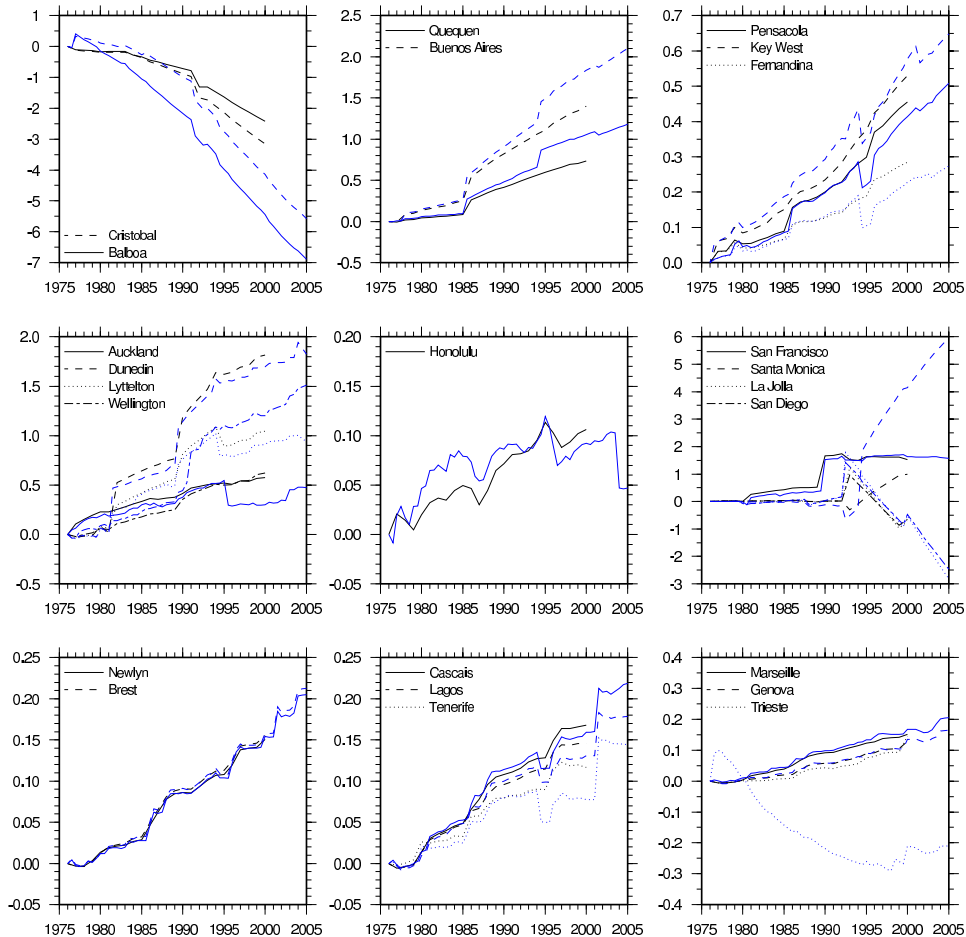 1
0
-1
-2
-3
-4
-5
-6
-7
Cristobal
Balboa
1975 1980 1985 1990 1995 2000 2005
2.5
2.0
1.5
1.0
0.5
0.0
-0.5
Quequen
Buenos Aires
1975 1980 1985 1990 1995 2000 2005
0.7
0.6
0.5
0.4
0.3
0.2
0.1
0.0
Pensacola
Key West
Fernandina
1975 1980 1985 1990 1995 2000 2005
2.0
1.5
1.0
0.5
0.0
-0.5
Auckland
Dunedin
Lyttelton
Wellington
1975 1980 1985 1990 1995 2000 2005
0.20
0.15
0.10
0.05
0.00
-0.05
Honolulu
1975 1980 1985 1990 1995 2000 2005
6
5
4
3
2
1
0
-1
-2
-3
San Francisco
Santa Monica
La Jolla
San Diego
1975 1980 1985 1990 1995 2000 2005
0.25
0.20
0.15
0.10
0.05
0.00
-0.05
Newlyn
Brest
1975 1980 1985 1990 1995 2000 2005
0.25
0.20
0.15
0.10
0.05
0.00
-0.05
Cascais
Lagos
Tenerife
1975 1980 1985 1990 1995 2000 2005
0.4
0.3
0.2
0.1
0.0
-0.1
-0.2
-0.3
-0.4
Marseille
Genova
Trieste
1975 1980 1985 1990 1995 2000 2005